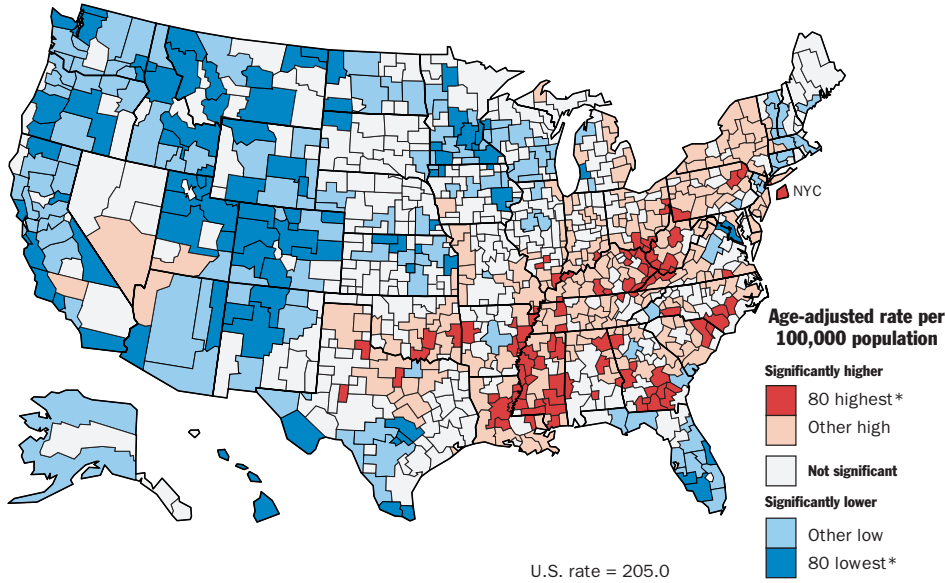 NYC
Age-adjusted rate per
100,000 population
Significantly higher
80 highest*
Other high
Not significant
Significantly lower
Other low
80 lowest*
U.S. rate = 205.0